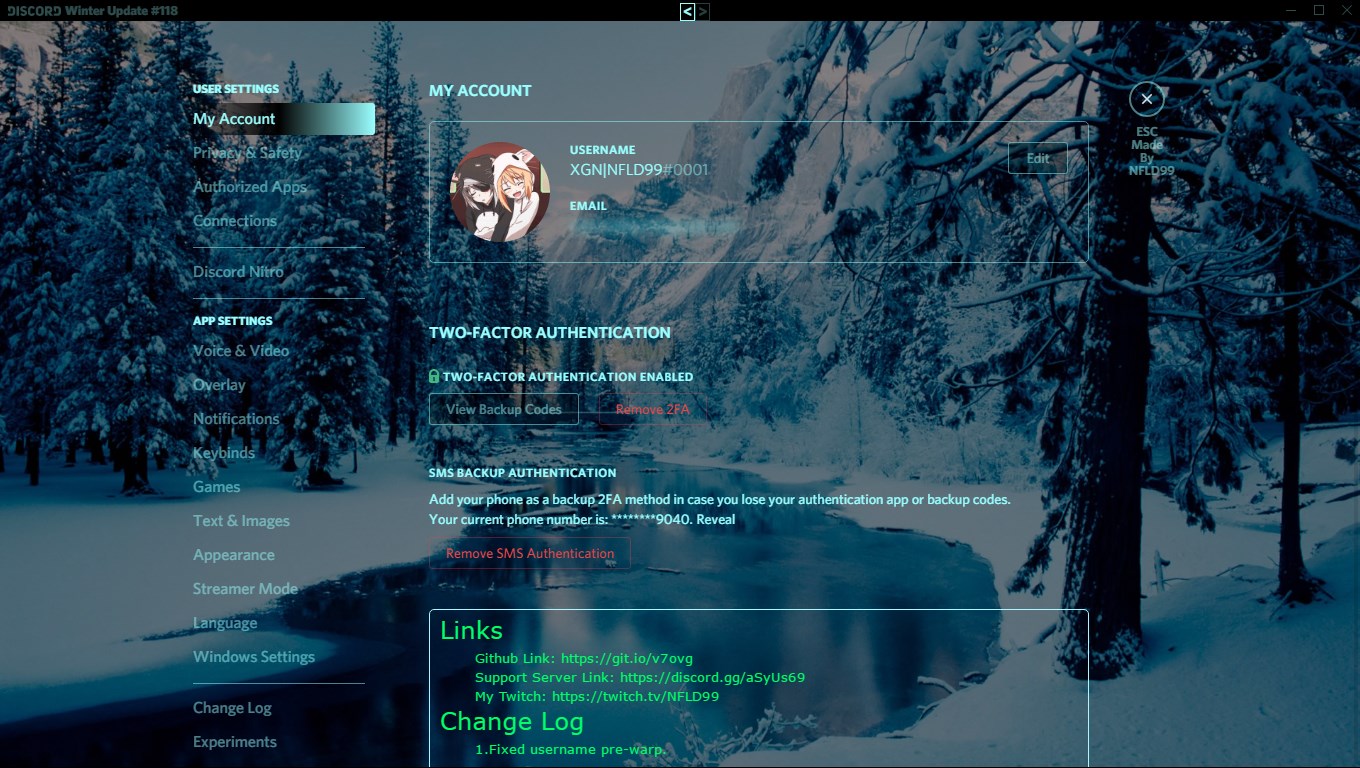 DISCORD Winter Update #118
< >
USER SETTINGS
My Account
Privacy & Safety
Authorized Apps
Connections
Discord Nitro
APP SETTINGS
Voice & Video
Overlay
Notifications
Keybinds
Games
Text & Images
Appearance
Streamer Mode
Language
Windows Settings
Change Log
Experiments
MY ACCOUNT
USERNAME
XGN|NFLD99#0001
Edit
EMAIL
TWO-FACTOR AUTHENTICATION
TWO-FACTOR AUTHENTICATION ENABLED
View Backup Codes
Remove 2FA
SMS BACKUP AUTHENTICATION
Add your phone as a backup 2FA method in case you lose your authentication app or backup codes.
Your current phone number is: ********9040. Reveal
Remove SMS Authentication
Links
Github Link: https://git.io/v7ovg
Support Server Link: https://discord.gg/aSyUs69
My Twitch: https://twitch.tv/NFLD99
Change Log
1.Fixed username pre-warp.
ESC
Made
By
NFLD99